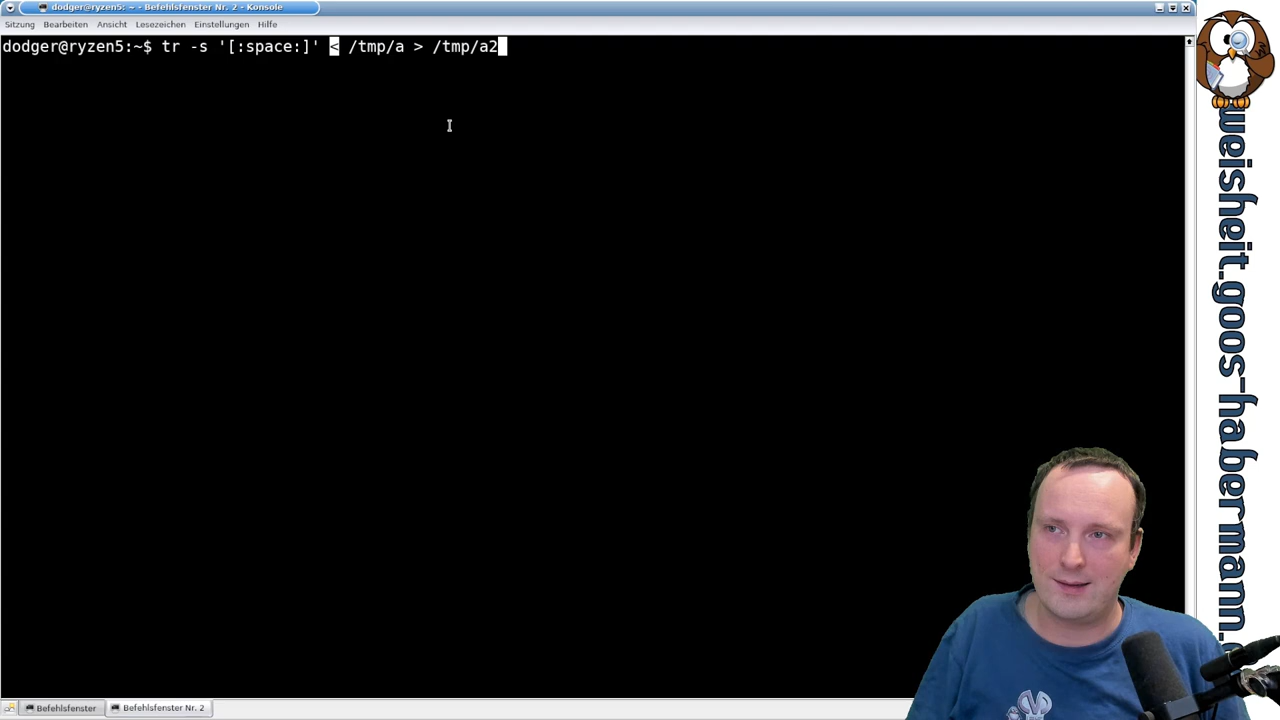 dodger@ryzen5: ~ - Befehlsfenster Nr. 2 - Konsole
Sitzung Bearbeiten Ansicht Lesezeichen Einstellungen Hilfe
dodger@ryzen5:~$ tr -s '[:space:]' < /tmp/a > /tmp/a2
Befehlsfenster Befehlsfenster Nr. 2
weisheit.goos-habermann.